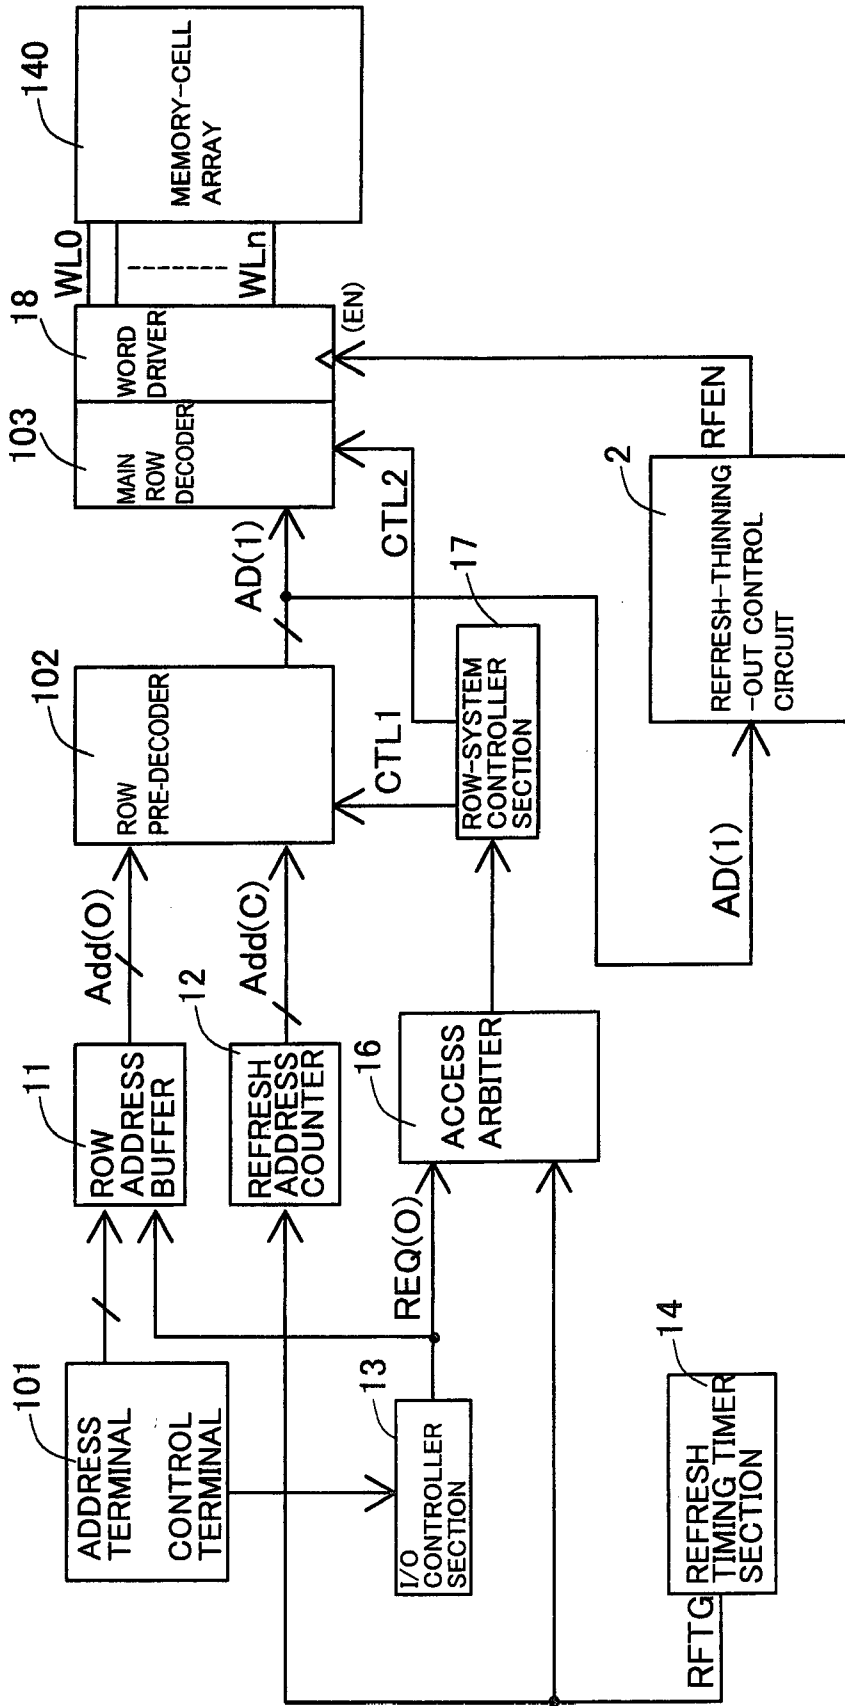 101
ADDRESS
TERMINAL
CONTROL
TERMINAL
11
ROW
ADDRESS
BUFFER
Add(O)
102
ROW
PRE-DECODER
AD(1)
103
MAIN
ROW
DECODER
18
WORD
DRIVER
(EN)
WL0
WLn
140
MEMORY-CELL
ARRAY
12
REFRESH
ADDRESS
COUNTER
Add(C)
13
I/O
CONTROLLER
SECTION
REQ(O)
16
ACCESS
ARBITER
CTL1
CTL2
17
ROW-SYSTEM
CONTROLLER
SECTION
14
REFRESH
TIMING TIMER
SECTION
RFTG
AD(1)
2
REFRESH-THINNING
-OUT CONTROL
CIRCUIT
RFEN